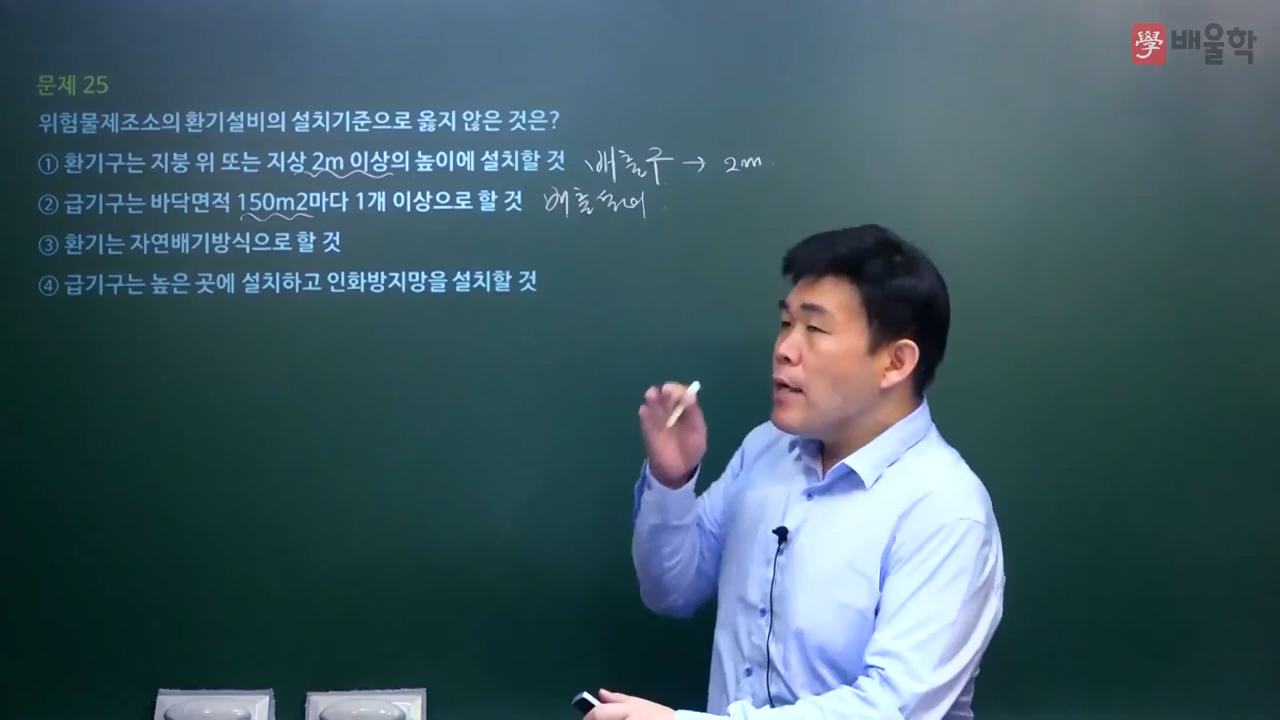 學 배울학
문제 25
위험물제조소의 환기설비의 설치기준으로 옳지 않은 것은?
① 환기구는 지붕 위 또는 지상 2m 이상의 높이에 설치할 것 배출구 → 2m
② 급기구는 바닥면적 150m2마다 1개 이상으로 할 것 배출설비
③ 환기는 자연배기방식으로 할 것
④ 급기구는 높은 곳에 설치하고 인화방지망을 설치할 것